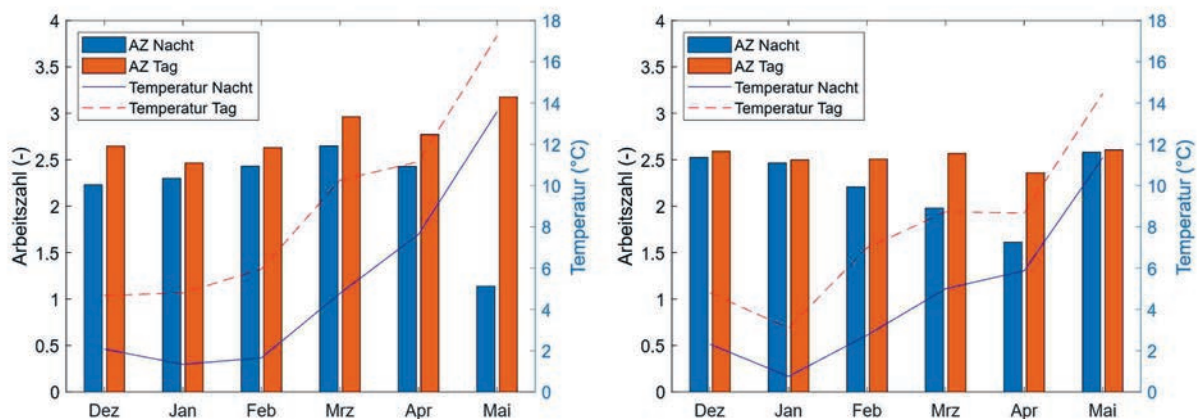 4
3.5
3
2.5
2
1.5
1
0.5
0
Arbeitszahl (-)
AZ Nacht
AZ Tag
Temperatur Nacht
Temperatur Tag
18
16
14
12
10
8
6
4
2
0
Temperatur (°C)
Dez Jan Feb Mrz Apr Mai
4
3.5
3
2.5
2
1.5
1
0.5
0
Arbeitszahl (-)
AZ Nacht
AZ Tag
Temperatur Nacht
Temperatur Tag
18
16
14
12
10
8
6
4
2
0
Temperatur (°C)
Dez Jan Feb Mrz Apr Mai